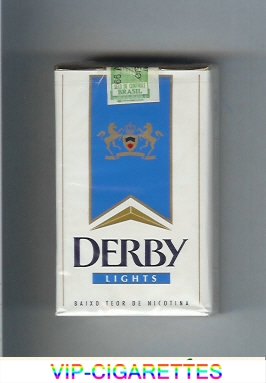 BRASIL
DERBY
LIGHTS
BAIXO TEOR DE NICOTINA
VIP-CIGARETTES